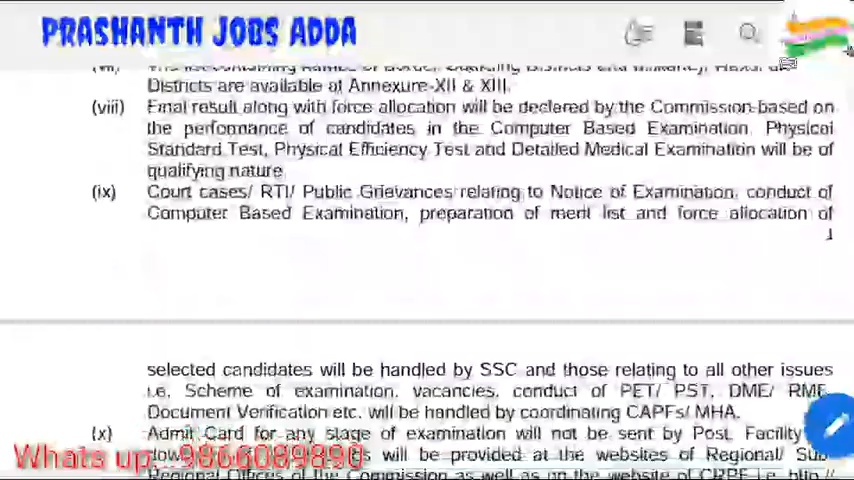 PRASHANTH JOBS ADDA
Districts are available at Annexure-XII & XIII.
(viii) Final result along with force allocation will be declared by the Commission based on
the performance of candidates in the Computer Based Examination. Physical
Standard Test, Physical Efficiency Test and Detailed Medical Examination will be of
qualifying nature
(ix) Court cases/ RTI/ Public Grievances relating to Notice of Examination, conduct of
Computer Based Examination, preparation of merit list and force allocation of
1
selected candidates will be handled by SSC and those relating to all other issues
i.e. Scheme of examination, vacancies, conduct of PET/ PST, DME/ RME,
Document Verification etc. will be handled by coordinating CAPFs/ MHA.
(x) Admit Card for any stage of examination will not be sent by Post. Facility
will be provided at the websites of Regional/ Sub
Whats up...9866089890
Regional Offices of the Commission as well as on the website of CRPF i.e. http://